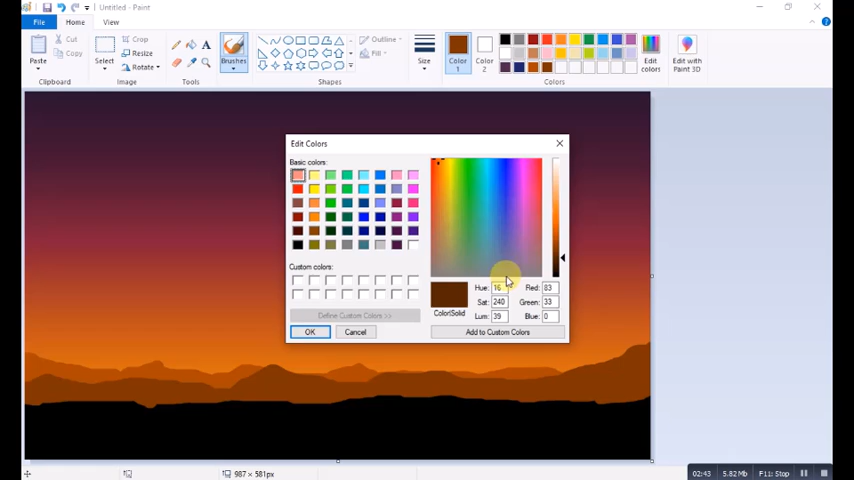 Untitled - Paint
File
Home
View
Paste
Cut
Copy
Clipboard
Select
Crop
Resize
Rotate
Image
A
Tools
Brushes
Outline
Fill
Shapes
Size
Color 1
Color 2
Colors
Edit colors
Edit with Paint 3D
Edit Colors
Basic colors:
Custom colors:
Define Custom Colors >>
OK
Cancel
Color|Solid
Hue: 16
Sat: 240
Lum: 39
Red: 83
Green: 33
Blue: 0
Add to Custom Colors
987 × 581px
02:43
5.82 Mb
F11: Stop